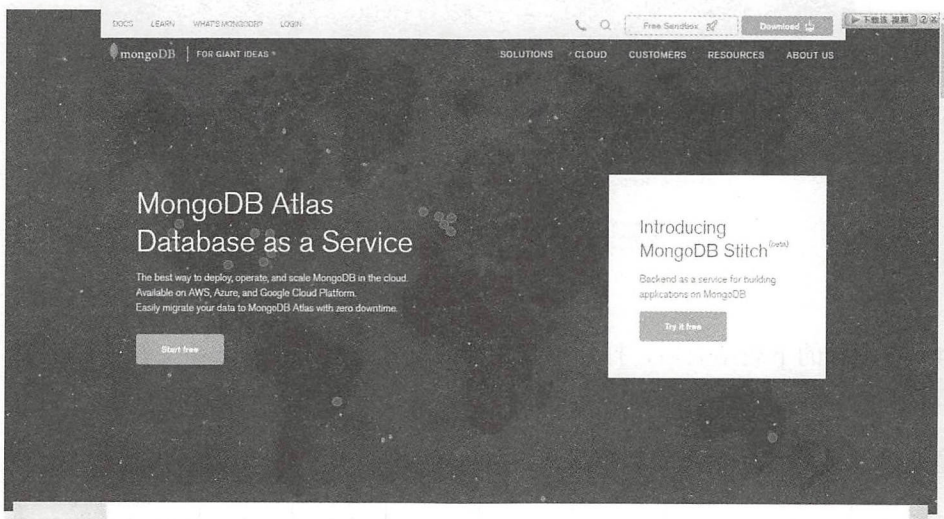 DOCS LEARN WHAT'S MONGODB? LOGIN
Free Sandbox Download
mongoDB FOR GIANT IDEAS
SOLUTIONS CLOUD CUSTOMERS RESOURCES ABOUT US
MongoDB Atlas
Database as a Service
The best way to deploy, operate, and scale MongoDB in the cloud.
Available on AWS, Azure, and Google Cloud Platform.
Easily migrate your data to MongoDB Atlas with zero downtime.
Start free
Introducing
MongoDB Stitch (beta)
Backend as a service for building
applications on MongoDB
Try it free